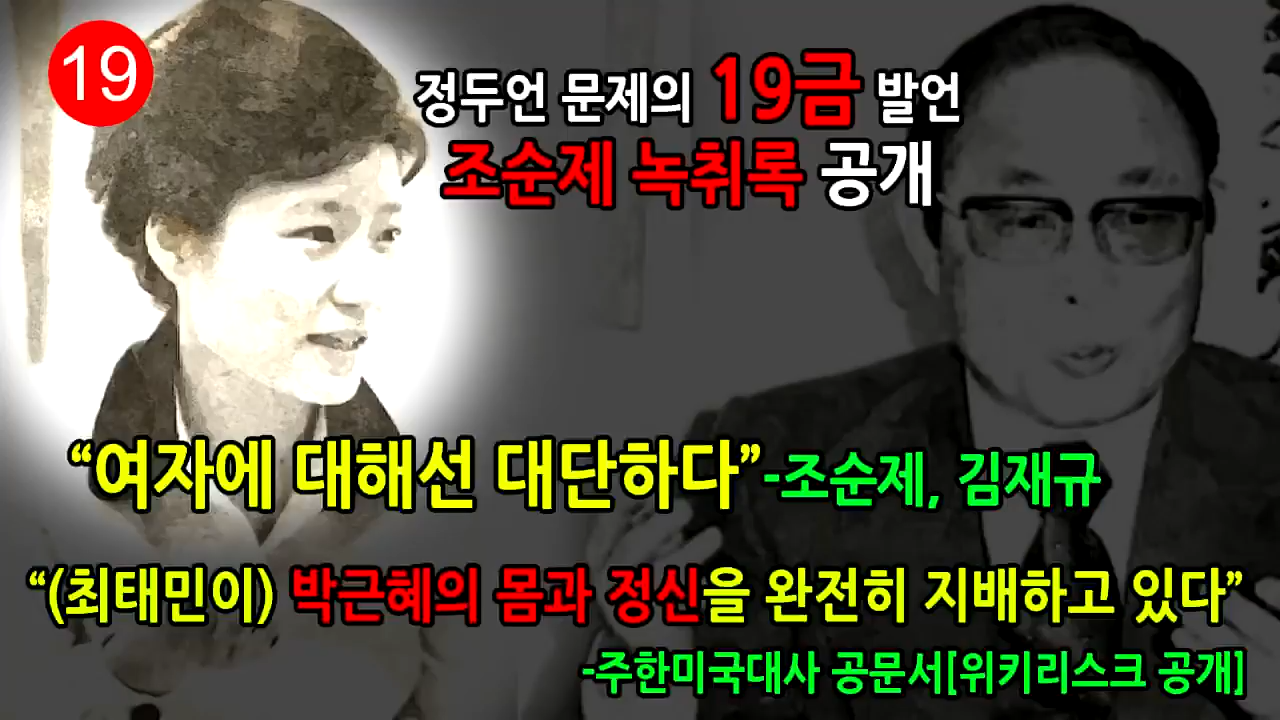 19
정두언 문제의 19금 발언
조순제 녹취록 공개
“여자에 대해선 대단하다”-조순제, 김재규
“(최태민이) 박근혜의 몸과 정신을 완전히 지배하고 있다”
-주한미국대사 공문서[위키리스크 공개]